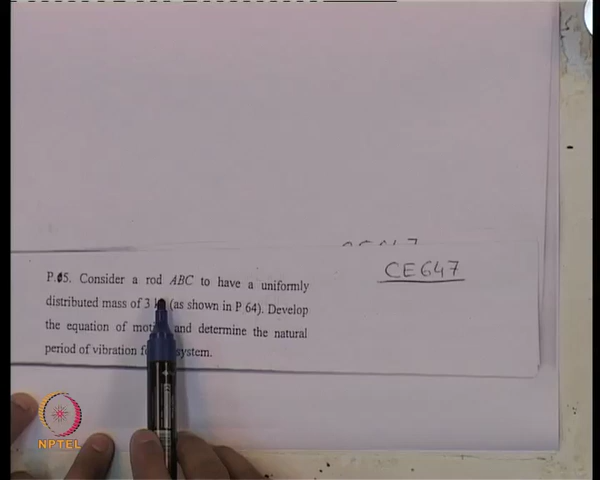 CE647
P.65. Consider a rod ABC to have a uniformly
distributed mass of 3 (as shown in P 64). Develop
the equation of and determine the natural
period of vibration system.
NPTEL